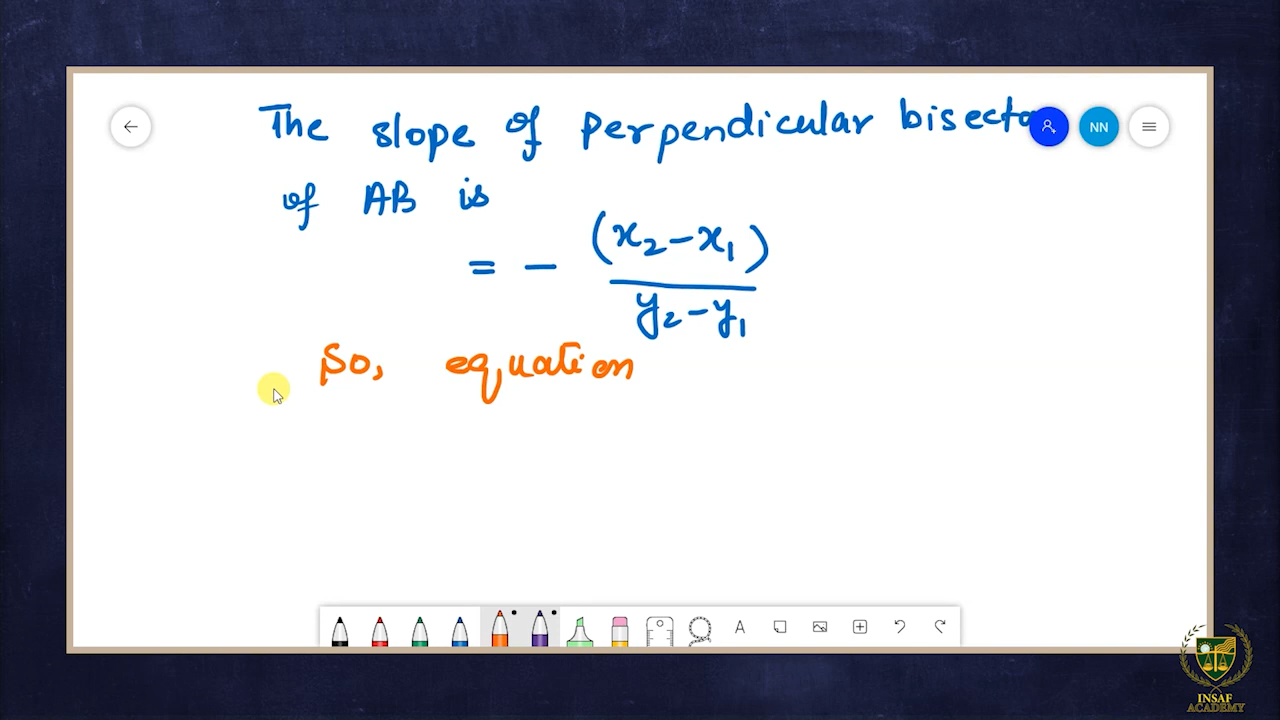 The slope of perpendicular bisecto
NN
of AB is
= - (x₂-x₁)
y₂-y₁
So, equation
A
INSAF
ACADEMY